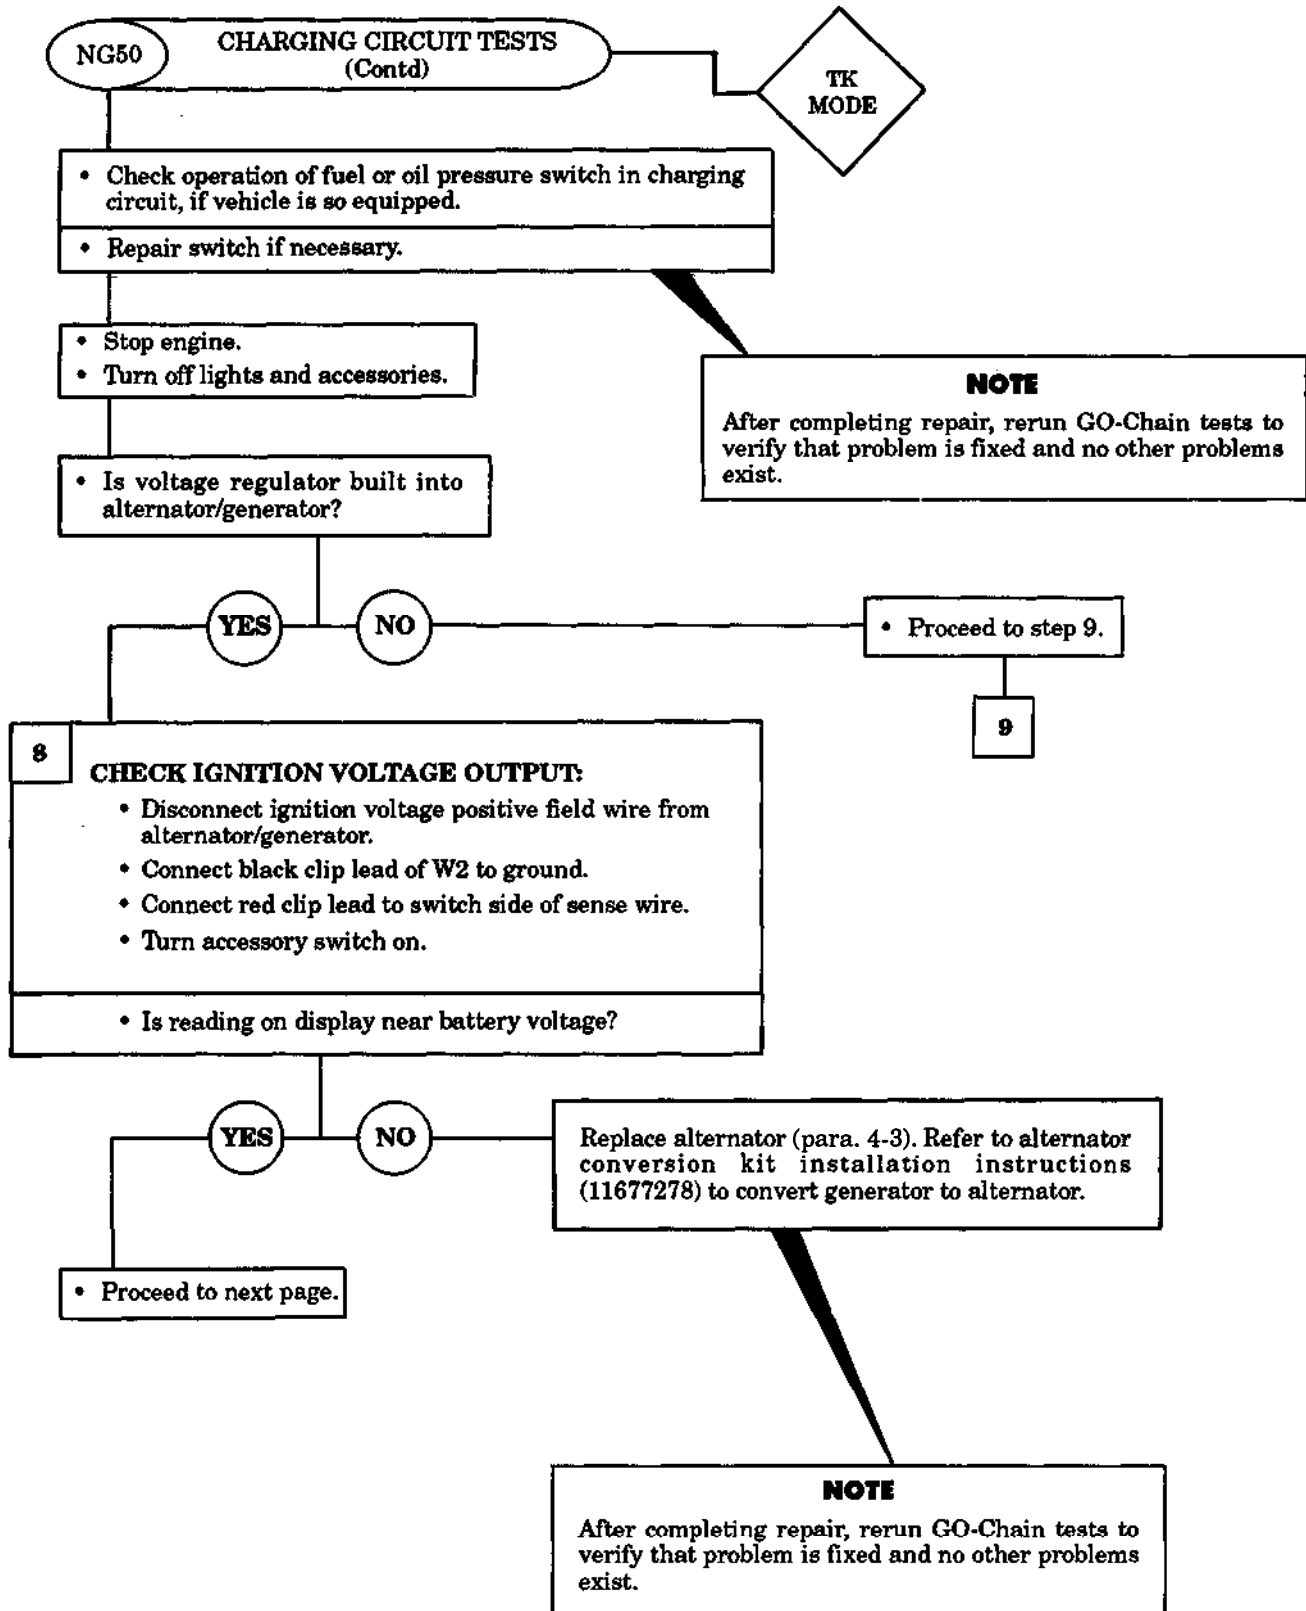 NG50
CHARGING CIRCUIT TESTS
(Contd)
TK
MODE
• Check operation of fuel or oil pressure switch in charging
circuit, if vehicle is so equipped.
• Repair switch if necessary.
• Stop engine.
• Turn off lights and accessories.
NOTE
After completing repair, rerun GO-Chain tests to
verify that problem is fixed and no other problems
exist.
• Is voltage regulator built into
alternator/generator?
YES
NO
• Proceed to step 9.
9
8
CHECK IGNITION VOLTAGE OUTPUT:
• Disconnect ignition voltage positive field wire from
alternator/generator.
• Connect black clip lead of W2 to ground.
• Connect red clip lead to switch side of sense wire.
• Turn accessory switch on.
• Is reading on display near battery voltage?
YES
NO
Replace alternator (para. 4-3). Refer to alternator
conversion kit installation instructions
(11677278) to convert generator to alternator.
• Proceed to next page.
NOTE
After completing repair, rerun GO-Chain tests to
verify that problem is fixed and no other problems
exist.